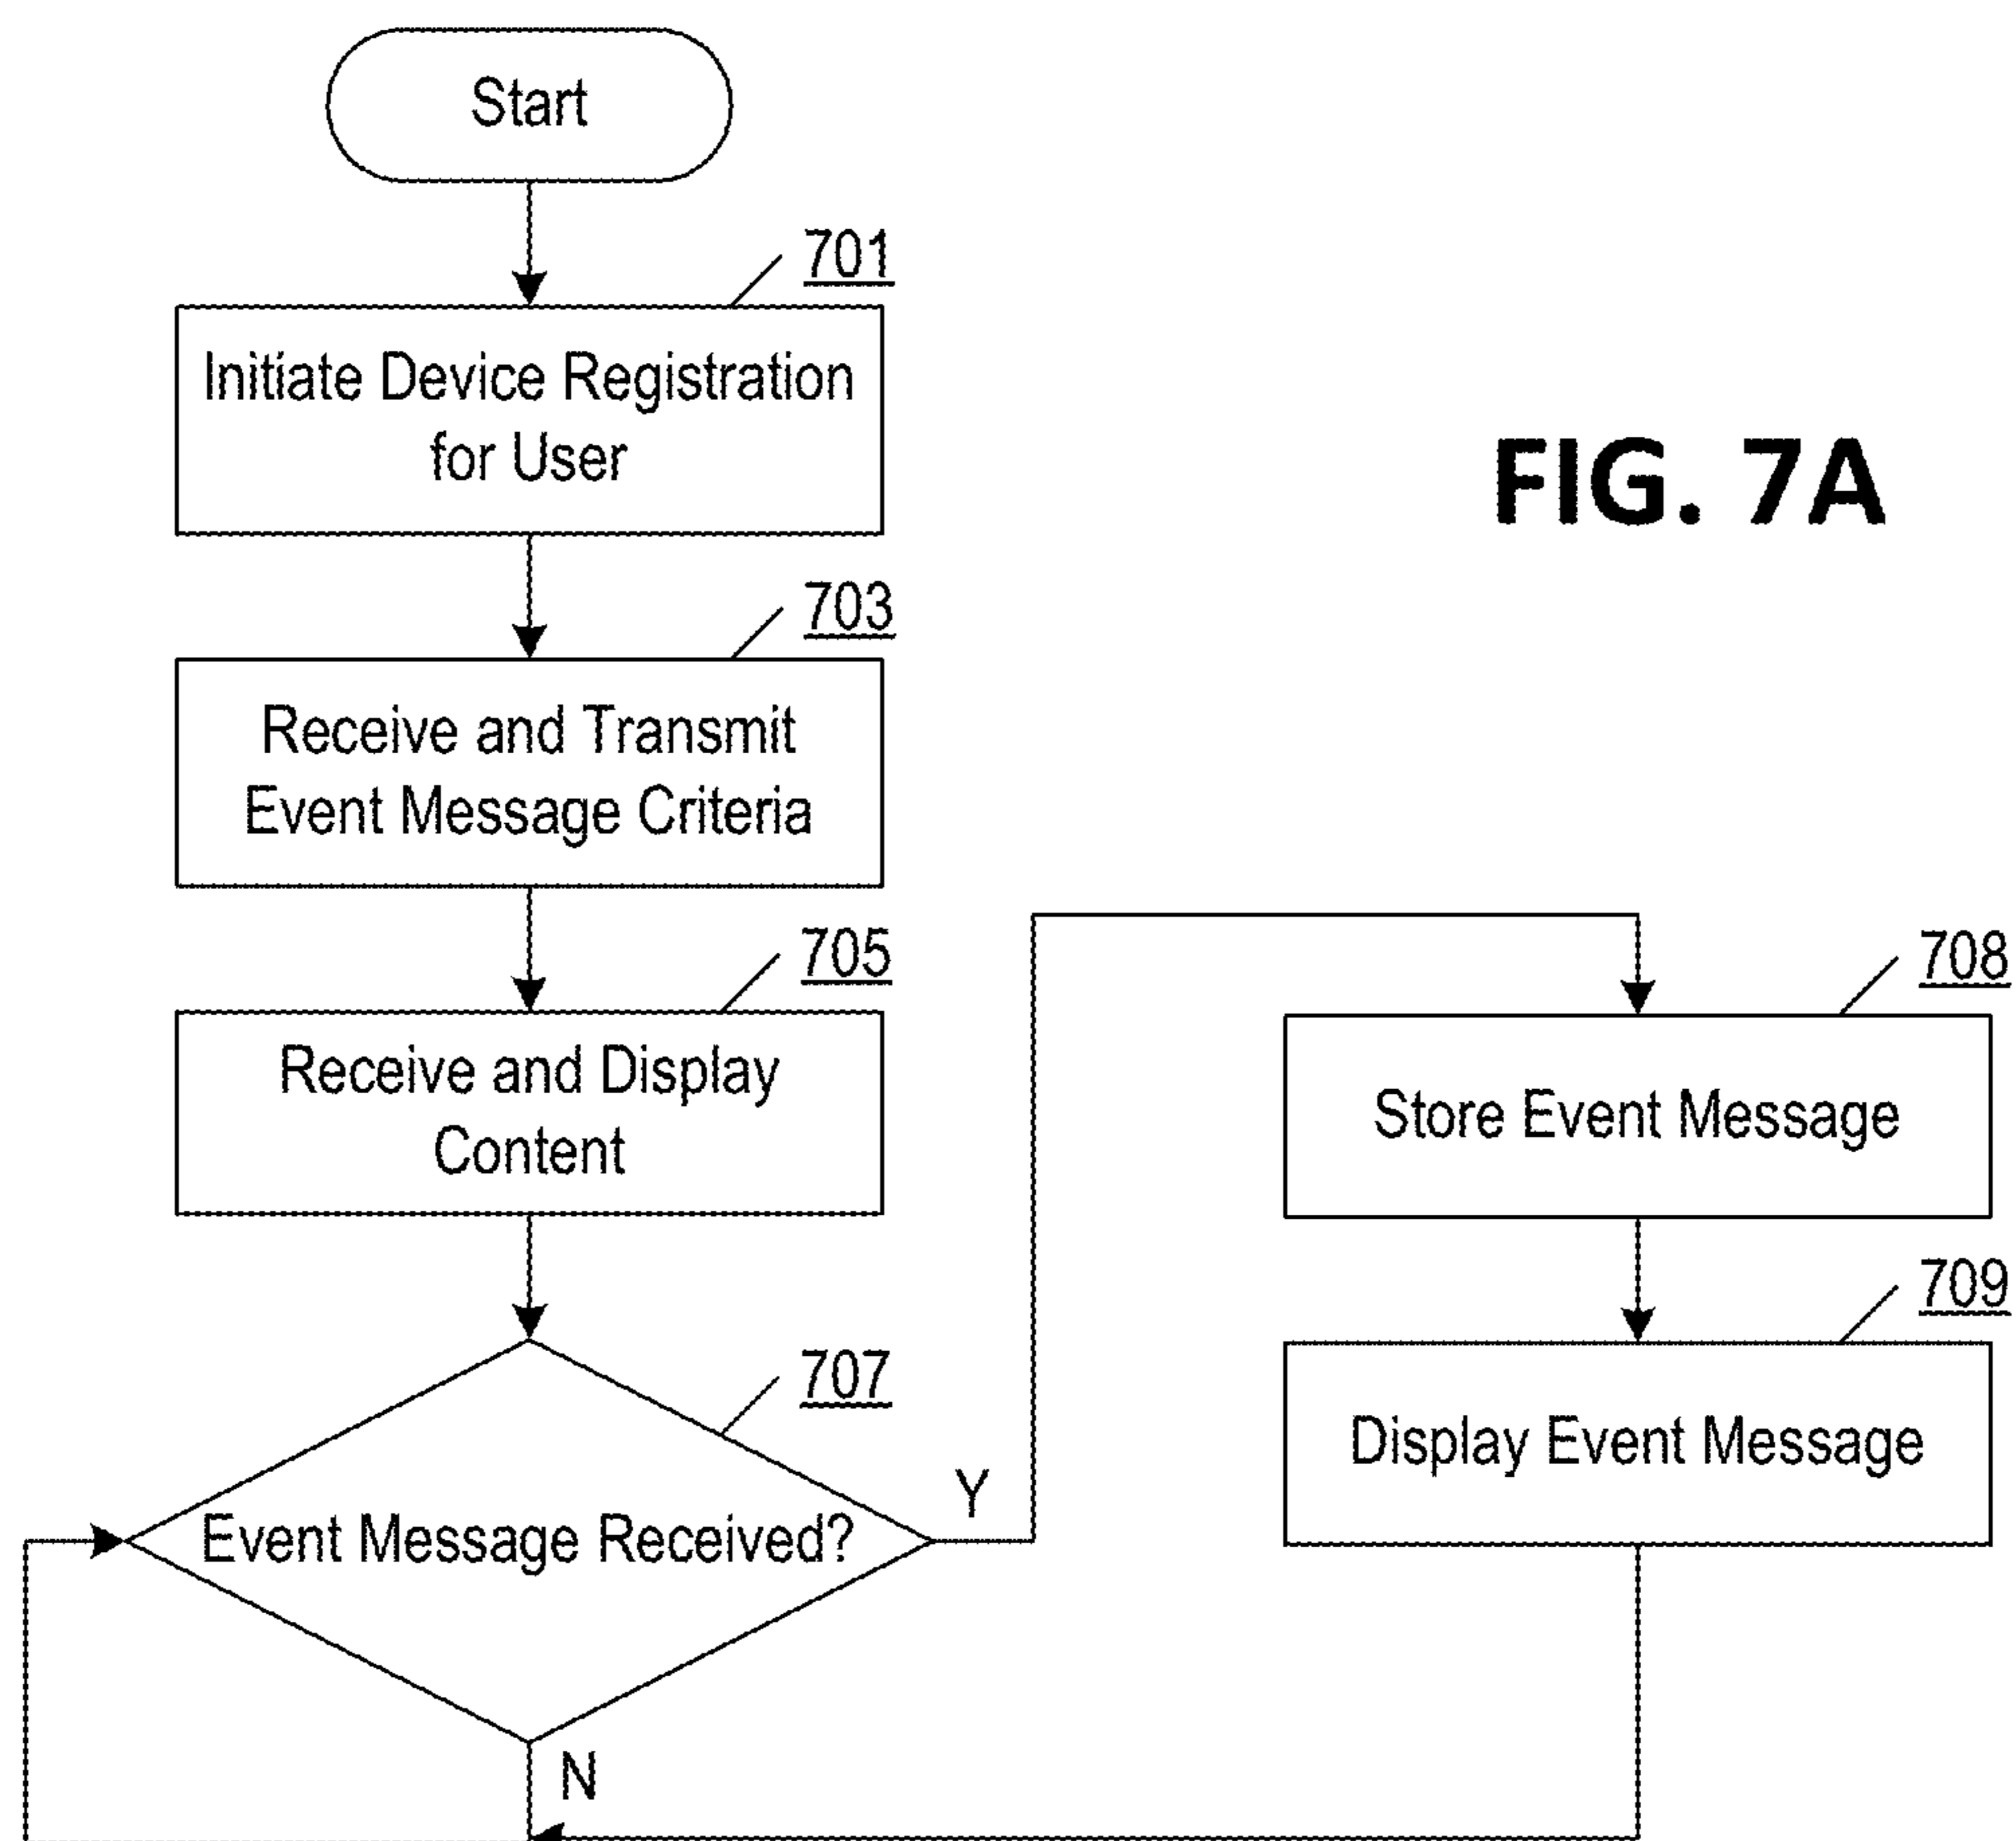 Start
701
Initiate Device Registration
for User
FIG. 7A
703
Receive and Transmit
Event Message Criteria
705
Receive and Display
Content
707
Event Message Received?
Y
N
708
Store Event Message
709
Display Event Message